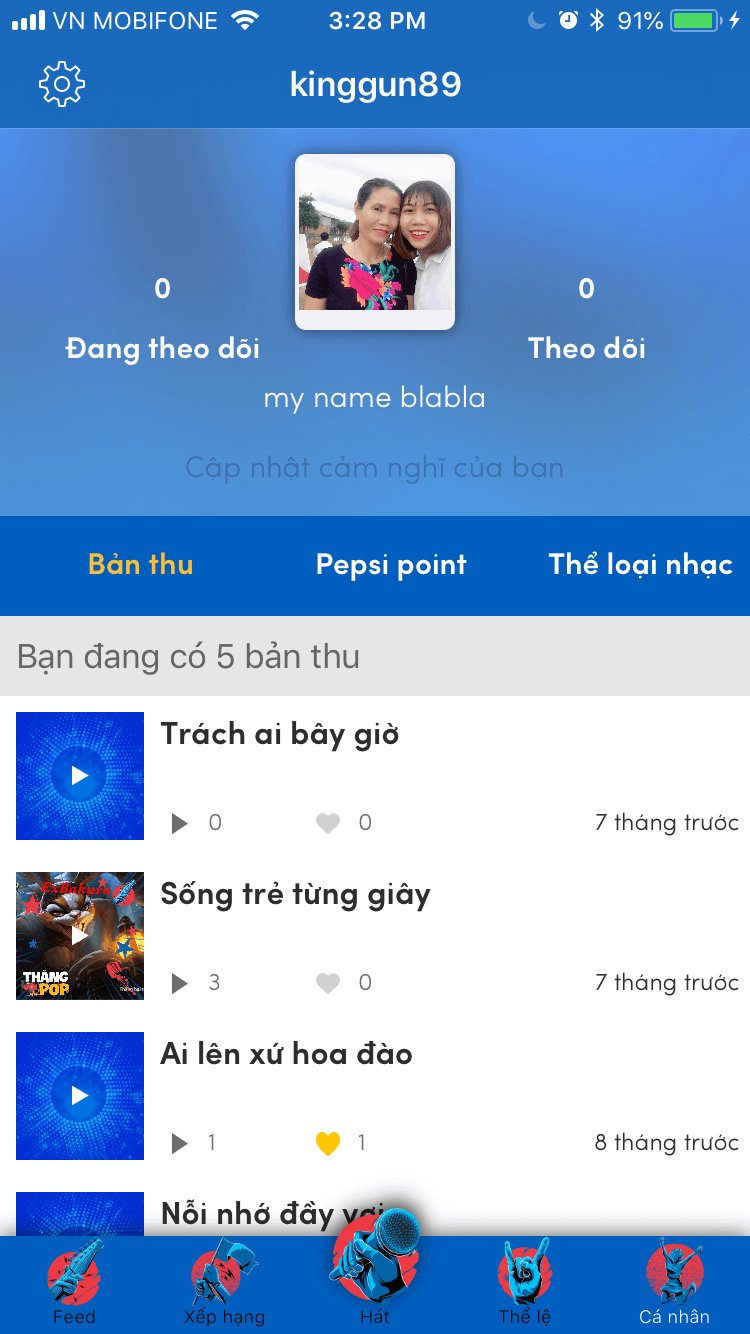 VN MOBIFONE 3:28 PM 91%
kinggun89
0 0
Đang theo dõi Theo dõi
my name blabla
Cập nhật cảm nghĩ của bạn
Bản thu Pepsi point Thể loại nhạc
Bạn đang có 5 bản thu
Trách ai bây giờ
0 0 7 tháng trước
THĂNG
POP
Sống trẻ từng giây
3 0 7 tháng trước
Ai lên xứ hoa đào
1 1 8 tháng trước
Nỗi nhớ đầy vơi
Feed Xếp hạng Hát Thể lệ Cá nhân